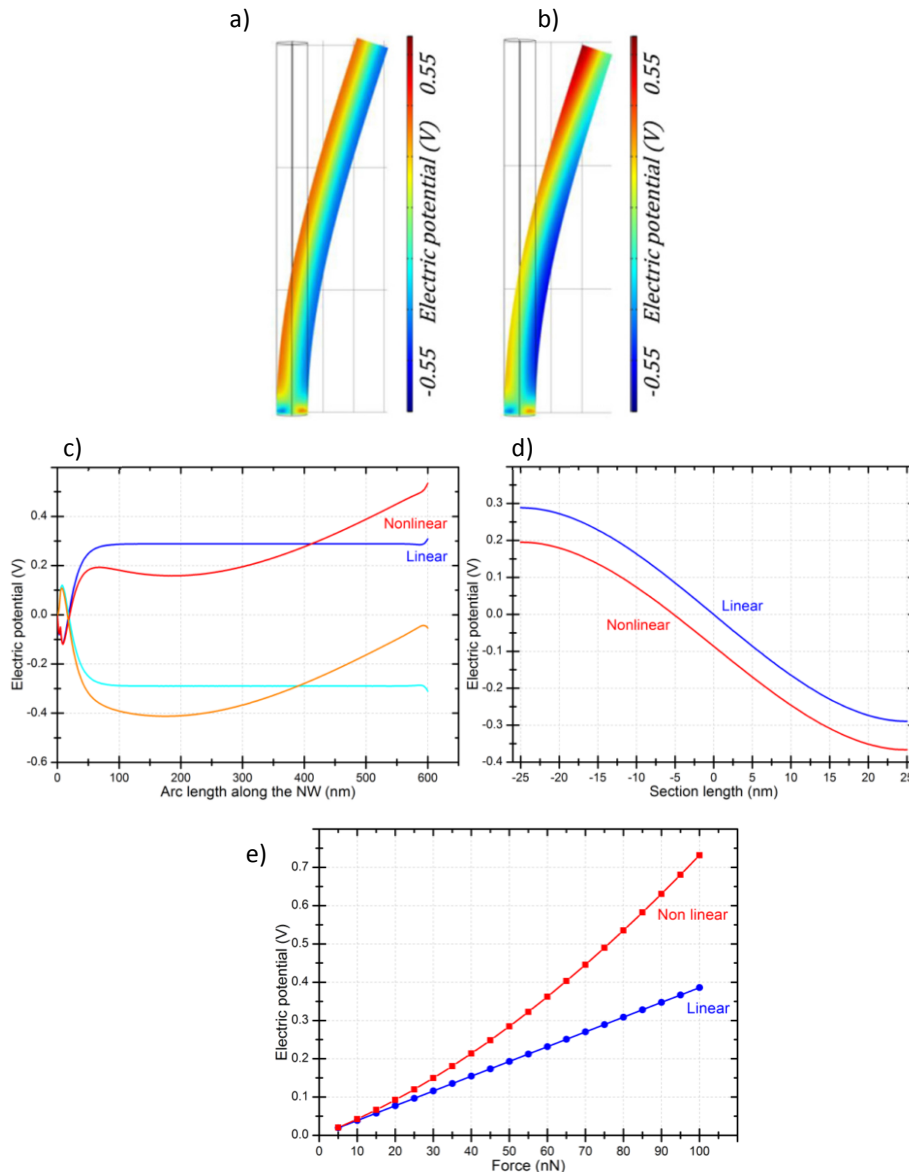 a)
b)
-0.55 Electric potential (V) 0.55
-0.55 Electric potential (V) 0.55
c)
d)
Electric potential (V)
0.4
0.2
0.0
-0.2
-0.4
-0.6
Nonlinear
Linear
0 100 200 300 400 500 600
Arc length along the NW (nm)
Electric potential (V)
0.3
0.2
0.1
0.0
-0.1
-0.2
-0.3
-0.4
Linear
Nonlinear
-25 -20 -15 -10 -5 0 5 10 15 20 25
Section length (nm)
e)
Electric potential (V)
0.7
0.6
0.5
0.4
0.3
0.2
0.1
0.0
Non linear
Linear
0 10 20 30 40 50 60 70 80 90 100
Force (nN)